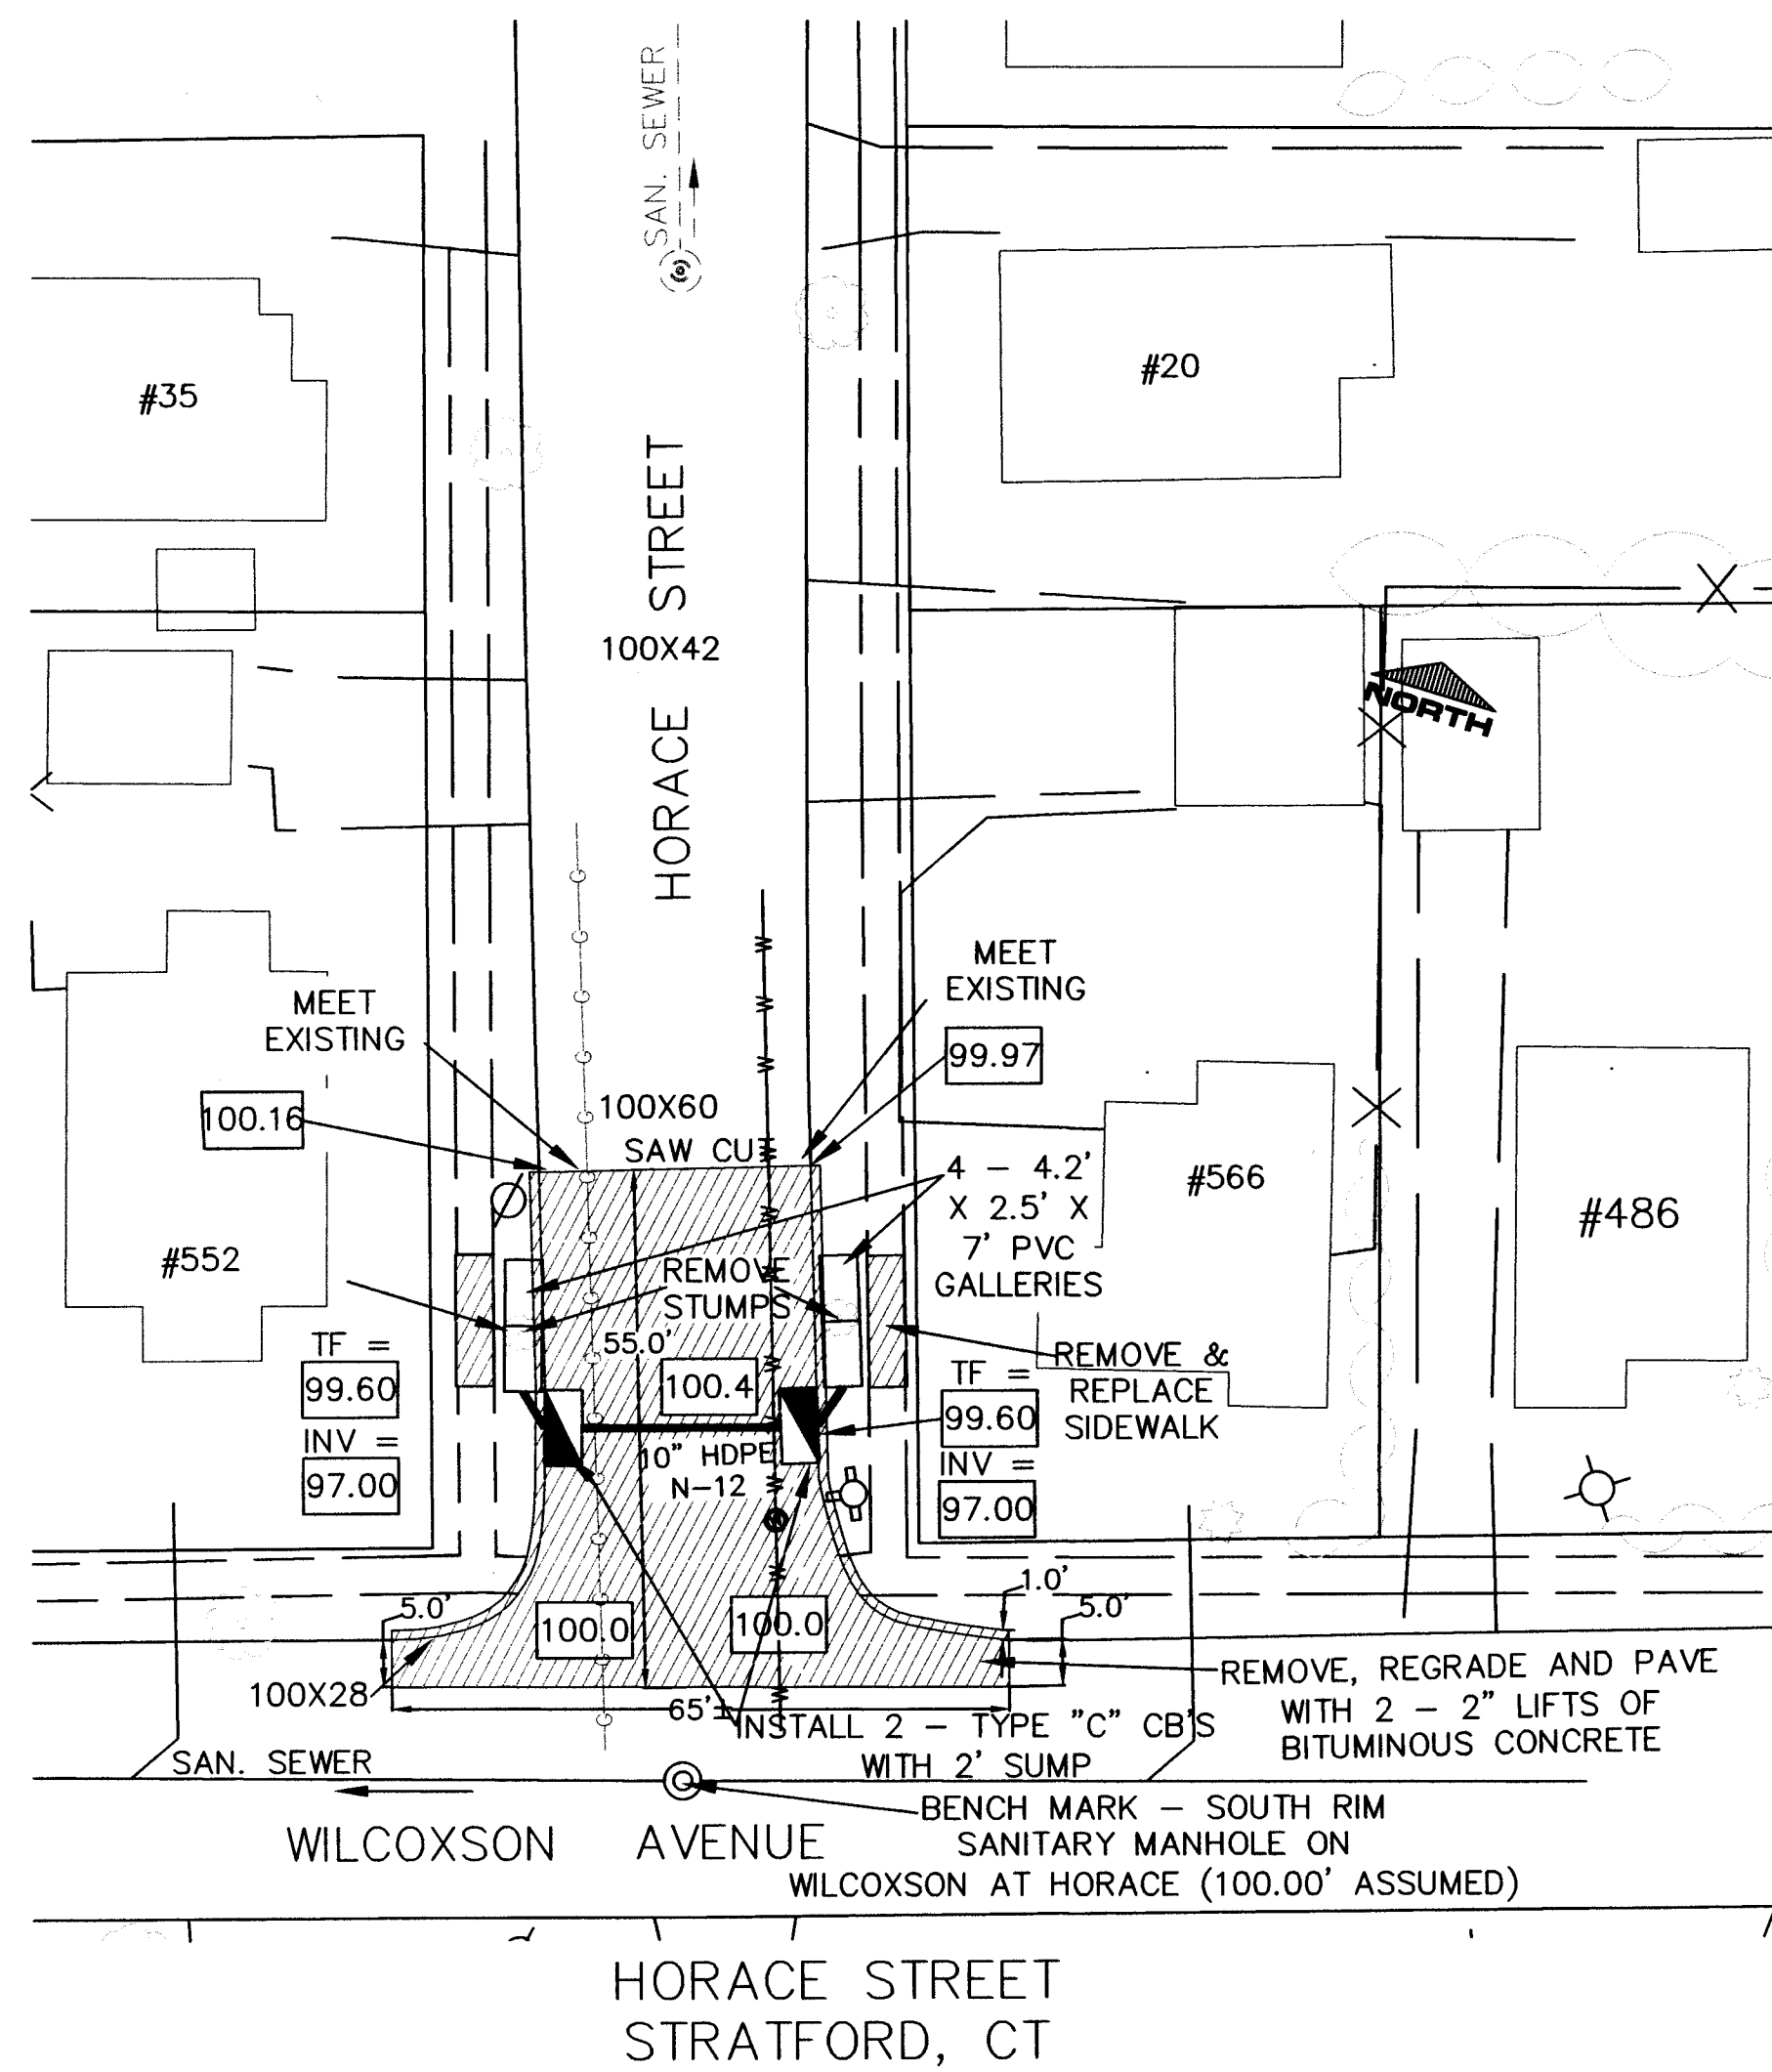 SAN. SEWER
#35
#20
HORACE STREET
100X42
NORTH
MEET
EXISTING
MEET
EXISTING
99.97
100.16
100X60
SAW CUT
4 - 4.2'
X 2.5' X
7' PVC
GALLERIES
#566
#486
#552
REMOVE
STUMPS
55.0'
100.4
TF =
99.60
INV =
97.00
TF =
99.60
INV =
97.00
REMOVE &
REPLACE
SIDEWALK
10" HDPE
N-12
5.0'
100.0
100.0
1.0'
5.0'
100X28
65'±
REMOVE, REGRADE AND PAVE
WITH 2 - 2" LIFTS OF
BITUMINOUS CONCRETE
INSTALL 2 - TYPE "C" CB'S
WITH 2' SUMP
SAN. SEWER
BENCH MARK - SOUTH RIM
SANITARY MANHOLE ON
WILCOXSON AT HORACE (100.00' ASSUMED)
WILCOXSON AVENUE
G G G G G G G G G G G G G
W W W W W W W W W W
HORACE STREET
STRATFORD, CT